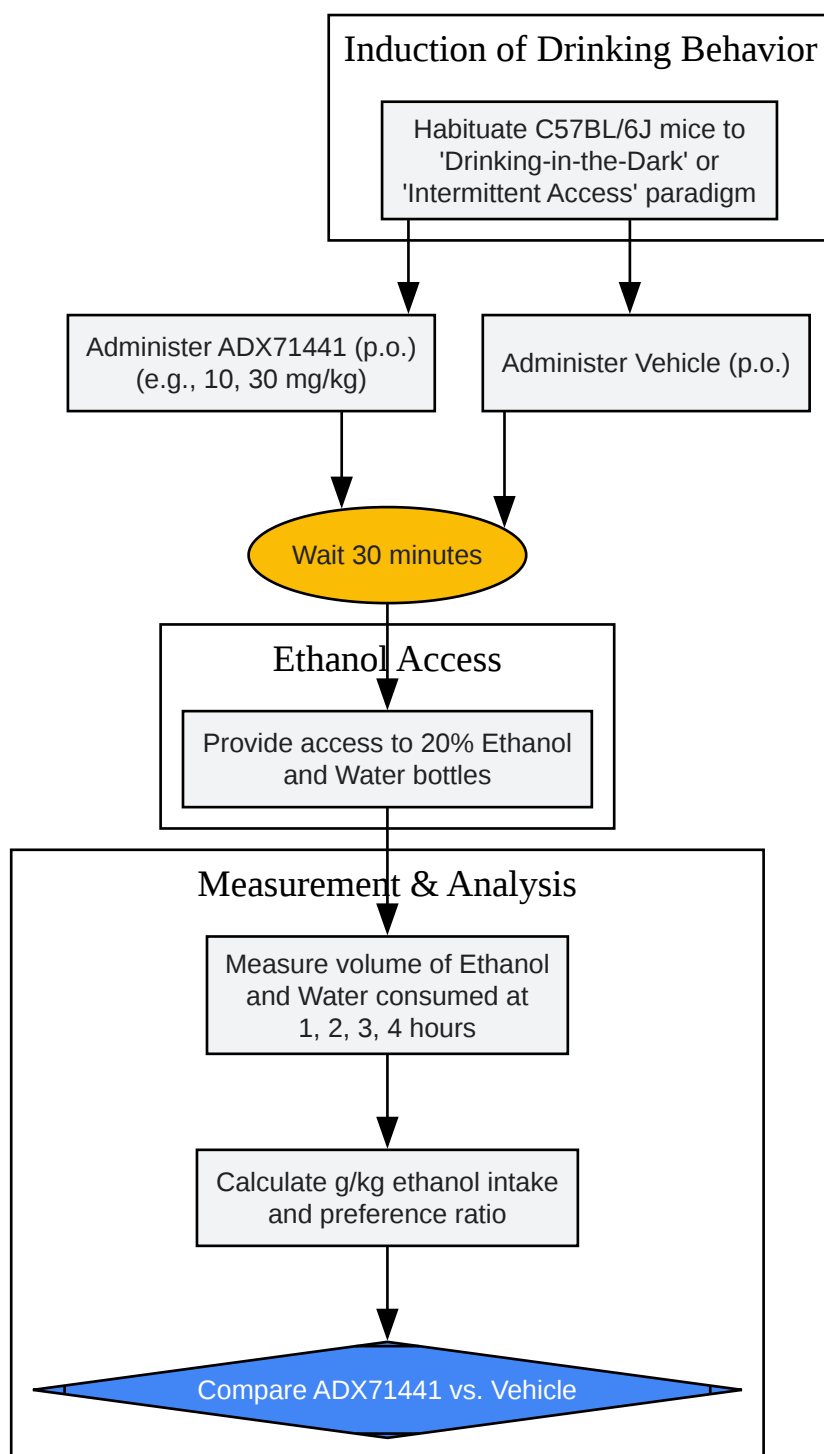 Induction of Drinking Behavior
Habituate C57BL/6J mice to
'Drinking-in-the-Dark' or
'Intermittent Access' paradigm
Administer ADX71441 (p.o.)
(e.g., 10, 30 mg/kg)
Administer Vehicle (p.o.)
Wait 30 minutes
Ethanol Access
Provide access to 20% Ethanol
and Water bottles
Measurement & Analysis
Measure volume of Ethanol
and Water consumed at
1, 2, 3, 4 hours
Calculate g/kg ethanol intake
and preference ratio
Compare ADX71441 vs. Vehicle